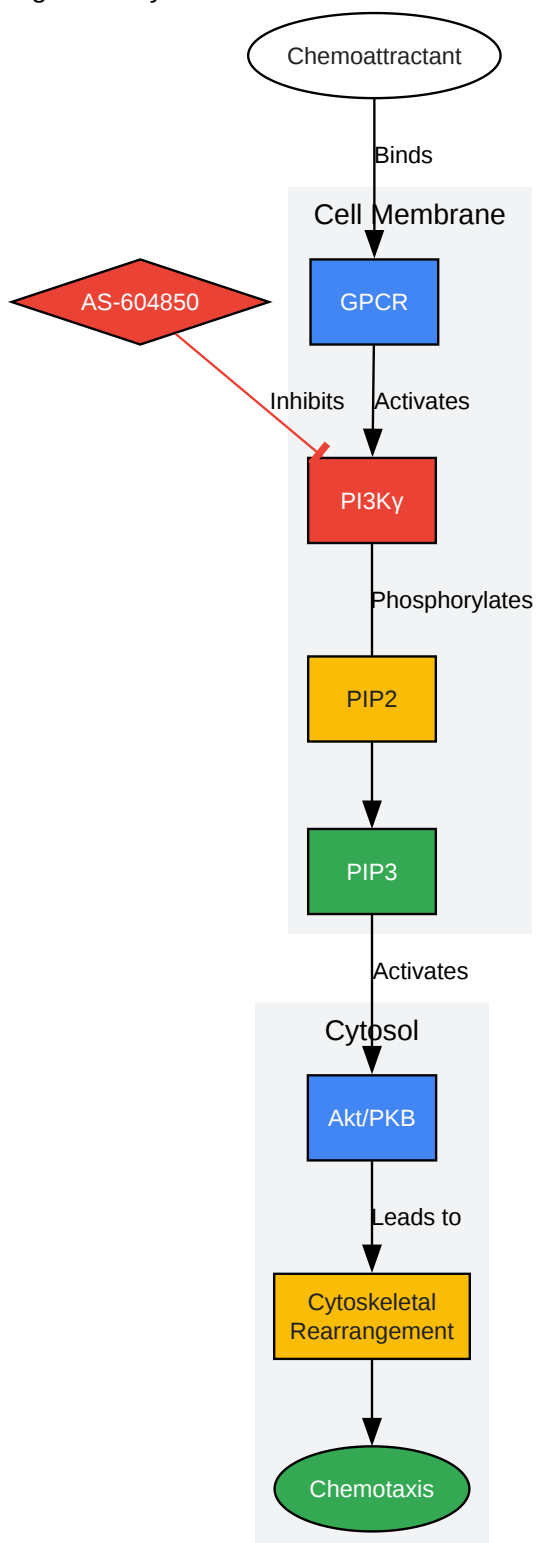 Chemoattractant
Binds
Cell Membrane
AS-604850
GPCR
Inhibits
Activates
PI3Kγ
Phosphorylates
PIP2
PIP3
Activates
Cytosol
Akt/PKB
Leads to
Cytoskeletal
Rearrangement
Chemotaxis